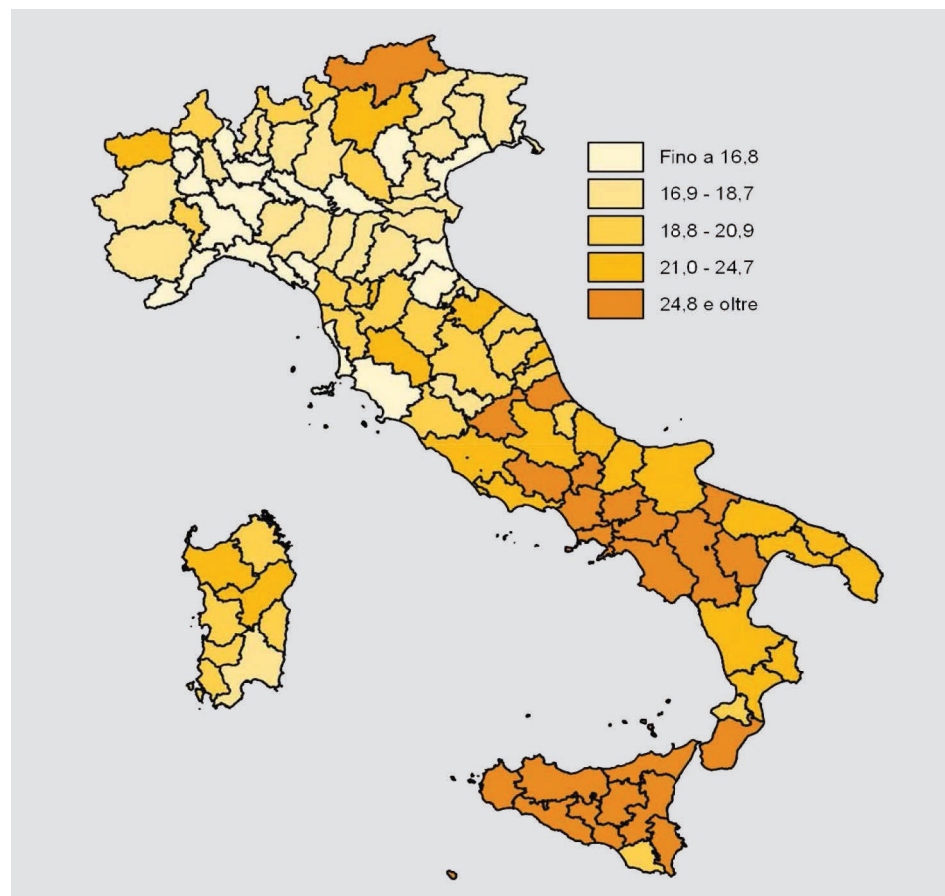 Fino a 16,8
16,9 - 18,7
18,8 - 20,9
21,0 - 24,7
24,8 e oltre